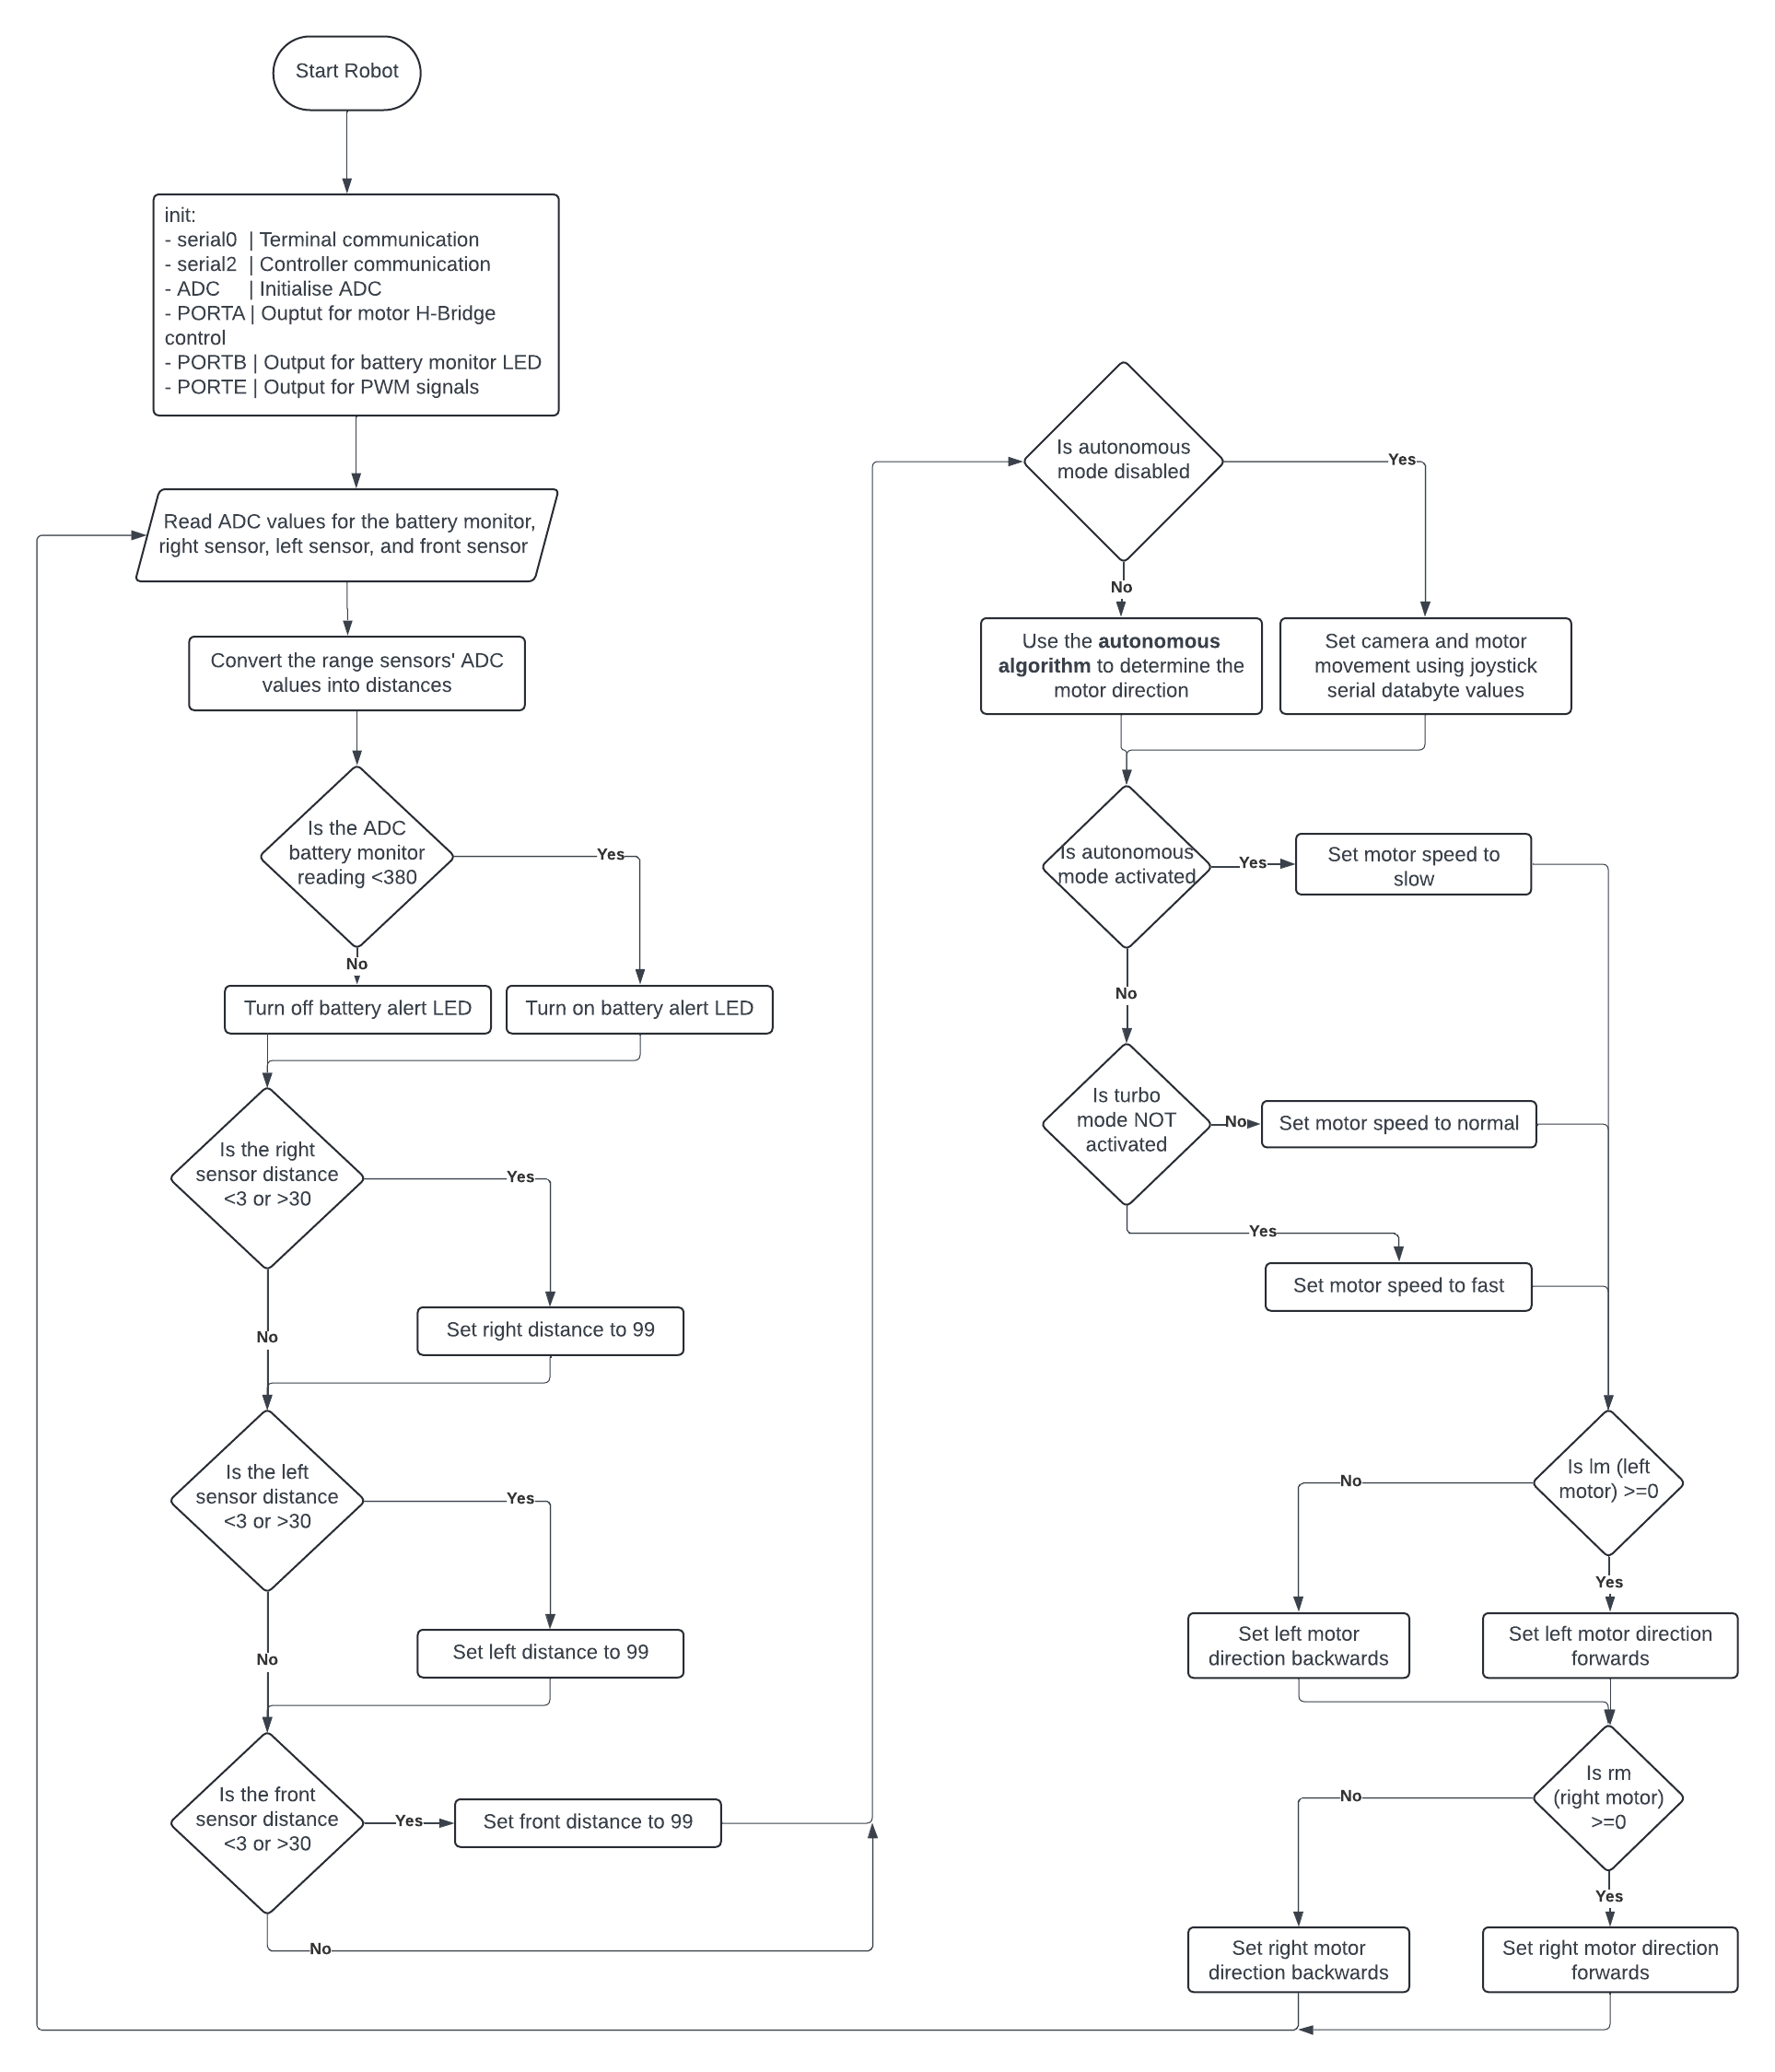 Start Robot
init:
- serial0 | Terminal communication
- serial2 | Controller communication
- ADC | Initialise ADC
- PORTA | Ouptut for motor H-Bridge
control
- PORTB | Output for battery monitor LED
- PORTE | Output for PWM signals
Read ADC values for the battery monitor,
right sensor, left sensor, and front sensor
Convert the range sensors' ADC
values into distances
Is the ADC
battery monitor
reading <380
Yes
No
Turn off battery alert LED
Turn on battery alert LED
Is the right
sensor distance
<3 or >30
Yes
No
Set right distance to 99
Is the left
sensor distance
<3 or >30
Yes
No
Set left distance to 99
Is the front
sensor distance
<3 or >30
Yes
Set front distance to 99
No
Is autonomous
mode disabled
Yes
No
Use the autonomous
algorithm to determine the
motor direction
Set camera and motor
movement using joystick
serial databyte values
Is autonomous
mode activated
Yes
Set motor speed to
slow
No
Is turbo
mode NOT
activated
No
Set motor speed to normal
Yes
Set motor speed to fast
Is lm (left
motor) >=0
No
Yes
Set left motor
direction backwards
Set left motor direction
forwards
Is rm
(right motor)
>=0
No
Yes
Set right motor
direction backwards
Set right motor direction
forwards